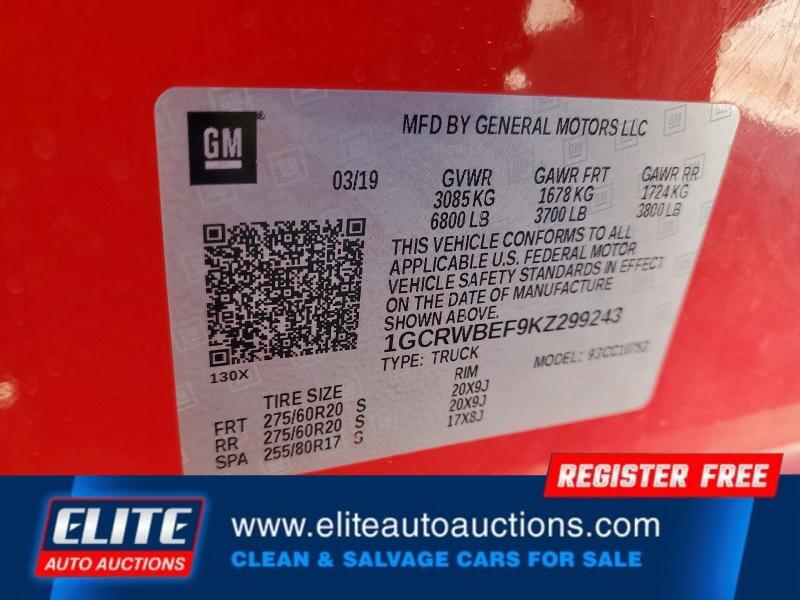 GM
MFD BY GENERAL MOTORS LLC
03/19 GVWR GAWR FRT GAWR RR
3085 KG 1678 KG 1724 KG
6800 LB 3700 LB 3800 LB
THIS VEHICLE CONFORMS TO ALL
APPLICABLE U.S. FEDERAL MOTOR
VEHICLE SAFETY STANDARDS IN EFFECT
ON THE DATE OF MANUFACTURE
SHOWN ABOVE.
1GCRWBEF9KZ299243
TYPE: TRUCK MODEL:
130X
TIRE SIZE RIM
FRT 275/60R20 S 20X9J
RR 275/60R20 S 20X9J
SPA 255/80R17 S 17X8J
REGISTER FREE
ELITE
AUTO AUCTIONS
www.eliteautoauctions.com
CLEAN & SALVAGE CARS FOR SALE